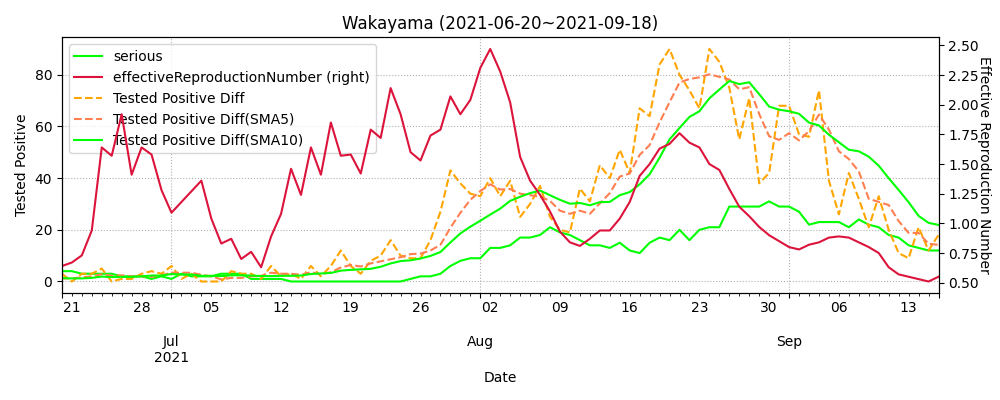 Wakayama (2021-06-20~2021-09-18)
serious
effectiveReproductionNumber (right)
Tested Positive Diff
Tested Positive Diff(SMA5)
Tested Positive Diff(SMA10)
Tested Positive
80
60
40
20
0
2.50
2.25
2.00
1.75
1.50
1.25
1.00
0.75
0.50
Effective Reproduction Number
21 28 05 12 19 26 02 09 16 23 30 06 13
Jul Aug Sep
2021
Date